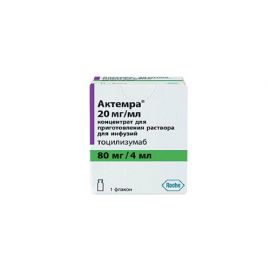 Актемра®
20 мг/мл
концентрат для
приготовления раствора
для инфузий
тоцилизумаб
80 мг / 4 мл
1 флакон
Roche